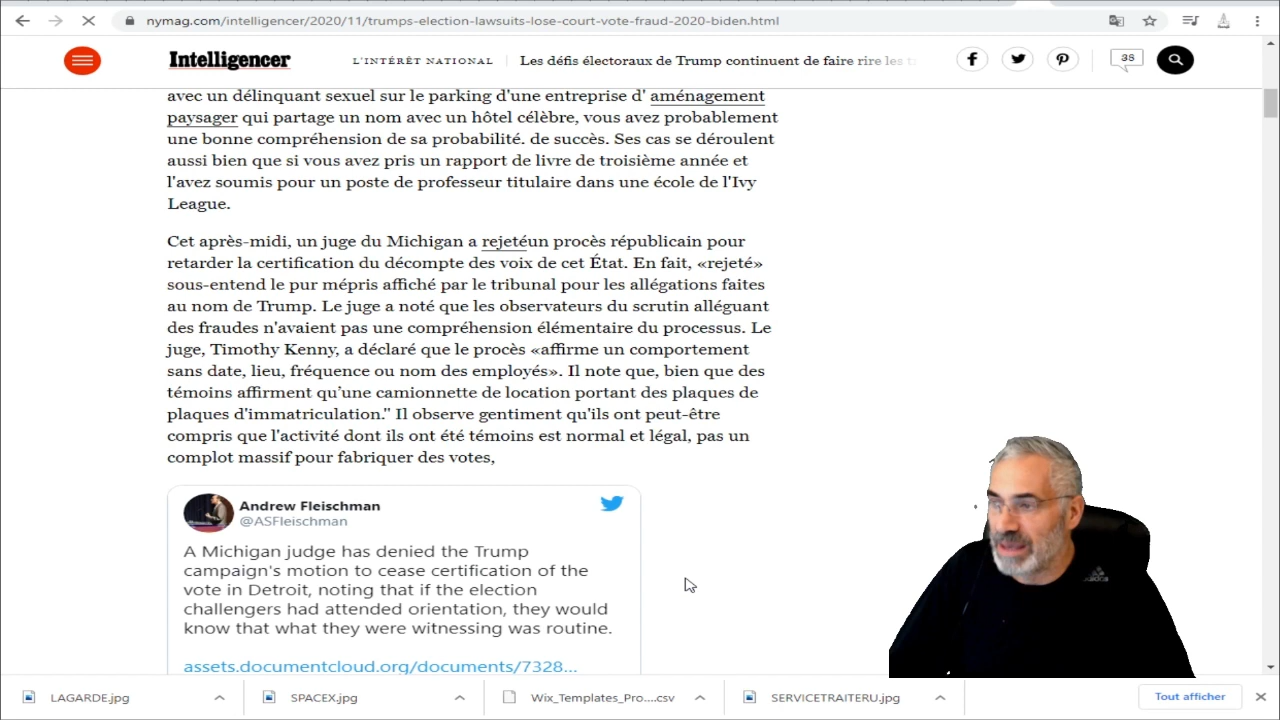 nymag.com/intelligencer/2020/11/trumps-election-lawsuits-lose-court-vote-fraud-2020-biden.html
Intelligencer L'INTÉRÊT NATIONAL Les défis électoraux de Trump continuent de faire rire les 38
avec un délinquant sexuel sur le parking d'une entreprise d' aménagement
paysager qui partage un nom avec un hôtel célèbre, vous avez probablement
une bonne compréhension de sa probabilité. de succès. Ses cas se déroulent
aussi bien que si vous avez pris un rapport de livre de troisième année et
l'avez soumis pour un poste de professeur titulaire dans une école de l'Ivy
League.
Cet après-midi, un juge du Michigan a rejetéun procès républicain pour
retarder la certification du décompte des voix de cet État. En fait, «rejeté»
sous-entend le pur mépris affiché par le tribunal pour les allégations faites
au nom de Trump. Le juge a noté que les observateurs du scrutin alléguant
des fraudes n'avaient pas une compréhension élémentaire du processus. Le
juge, Timothy Kenny, a déclaré que le procès «affirme un comportement
sans date, lieu, fréquence ou nom des employés». Il note que, bien que des
témoins affirment qu'une camionnette de location portant des plaques de
plaques d'immatriculation." Il observe gentiment qu'ils ont peut-être
compris que l'activité dont ils ont été témoins est normal et légal, pas un
complot massif pour fabriquer des votes,
Andrew Fleischman
@ASFleischman
A Michigan judge has denied the Trump
campaign's motion to cease certification of the
vote in Detroit, noting that if the election
challengers had attended orientation, they would
know that what they were witnessing was routine.
assets.documentcloud.org/documents/7328...
adidas
LAGARDE.jpg SPACEX.jpg Wix_Templates_Pro....csv SERVICETRAITERU.jpg Tout afficher